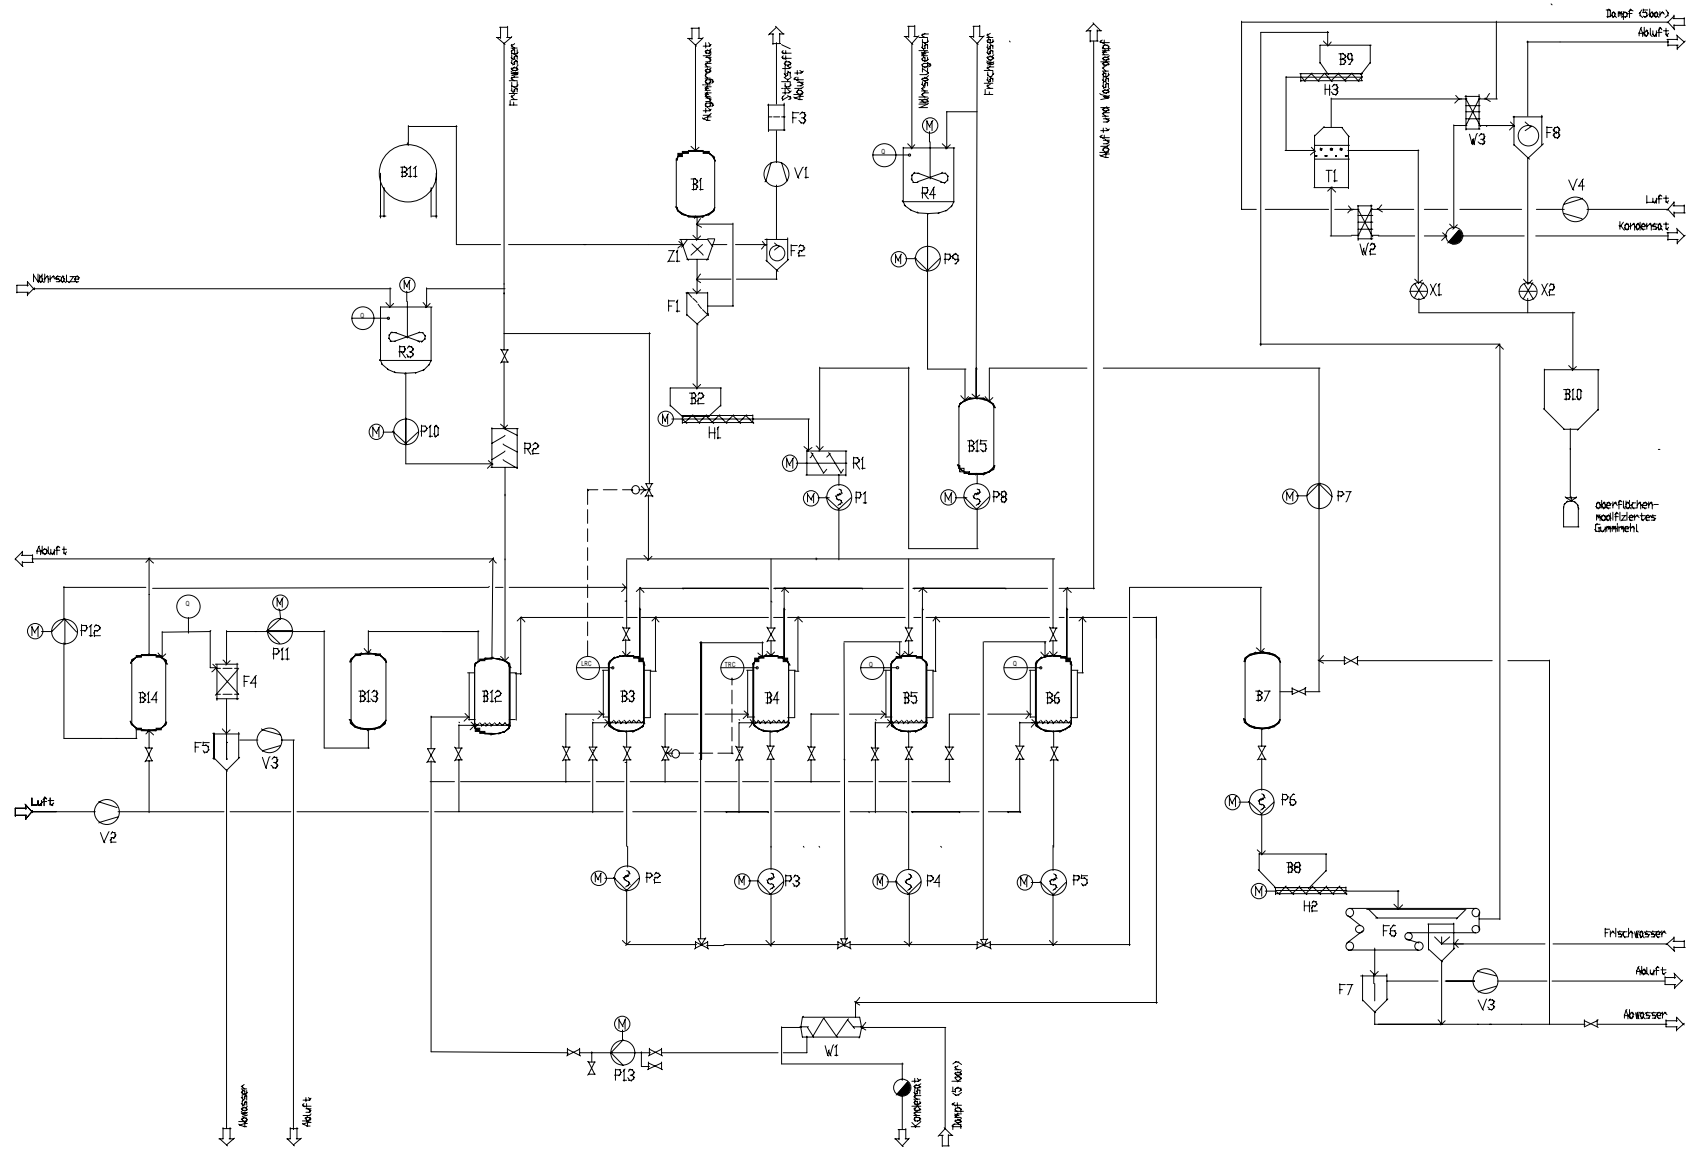 Dampf (5bar)
Abluft
Frischwasser
Altgummigranulat
Stickstoff/
Abluft
Nährsalzgemisch
Frischwasser
Abluft und Wasserdampf
B9
H3
F3
M
W3
F8
Q
B11
B1
V1
R4
T1
V4
Luft
Kondensat
Z1
F2
M
P9
W2
Nährsalze
M
X1
X2
F1
Q
R3
B2
B10
M
P10
M
H1
R2
B15
M
R1
M
P1
M
P8
M
P7
oberflächen-
modifiziertes
Gummimehl
Abluft
Q
M
M
P12
P11
F4
B14
B13
B12
LRC
B3
TRC
B4
Q
B5
Q
B6
B7
F5
V3
Luft
V2
M
P6
M
P2
M
P3
M
P4
M
P5
B8
M
H2
F6
Frischwasser
Abluft
F7
V3
Abwasser
M
P13
W1
Abwasser
Abluft
Kondensat
Dampf (5 bar)